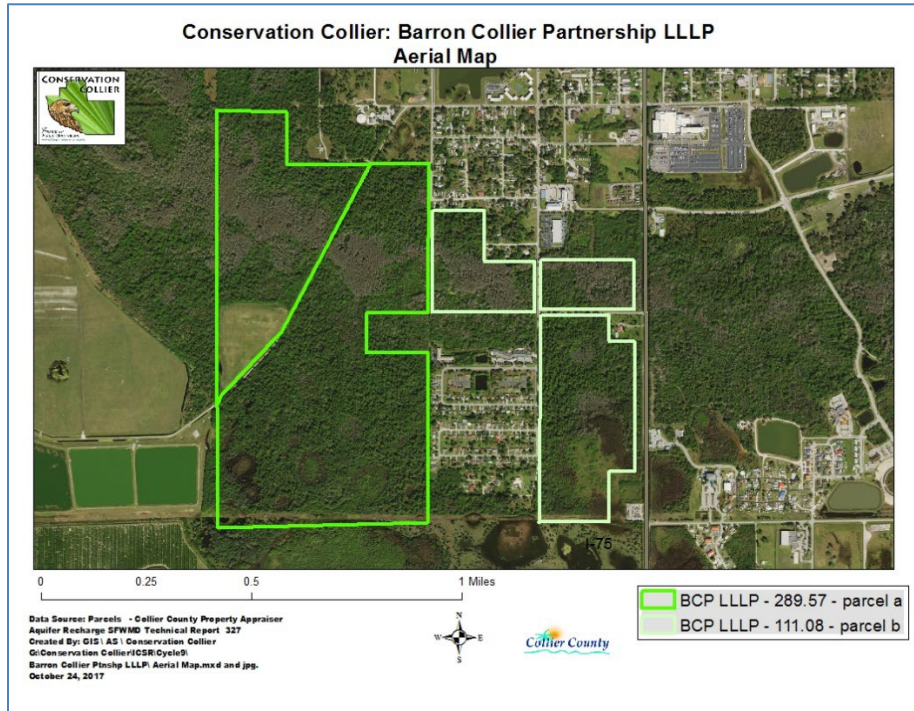 Conservation Collier: Barron Collier Partnership LLLP
Aerial Map
CONSERVATION
COLLIER
I-75
0 0.25 0.5 1 Miles
BCP LLLP - 289.57 - parcel a
BCP LLLP - 111.08 - parcel b
Data Source: Parcels - Collier County Property Appraiser
Aquifer Recharge SFWMD Technical Report 327
Created By: GIS \ AS \ Conservation Collier
G:\Conservation Collier\ICSR\Cycle9\
Barron Collier Ptnshp LLLP\ Aerial Map.mxd and jpg.
October 24, 2017
N
W E
S
Collier County